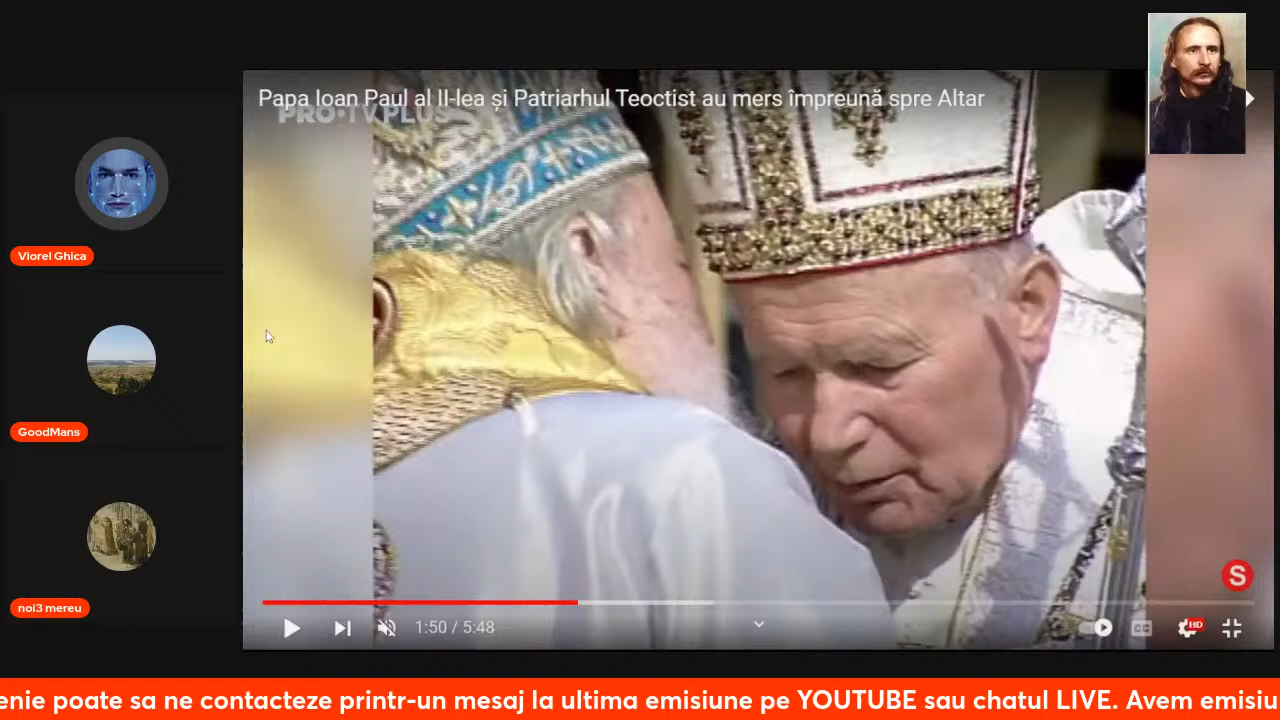 Papa Ioan Paul al II-lea și Patriarhul Teoctist au mers împreună spre Altar
PRO•TV PLUS
Viorel Ghica
GoodMans
noi3 mereu
S
1:50 / 5:48
CC
HD
enie poate sa ne contacteze printr-un mesaj la ultima emisiune pe YOUTUBE sau chatul LIVE. Avem emisiu